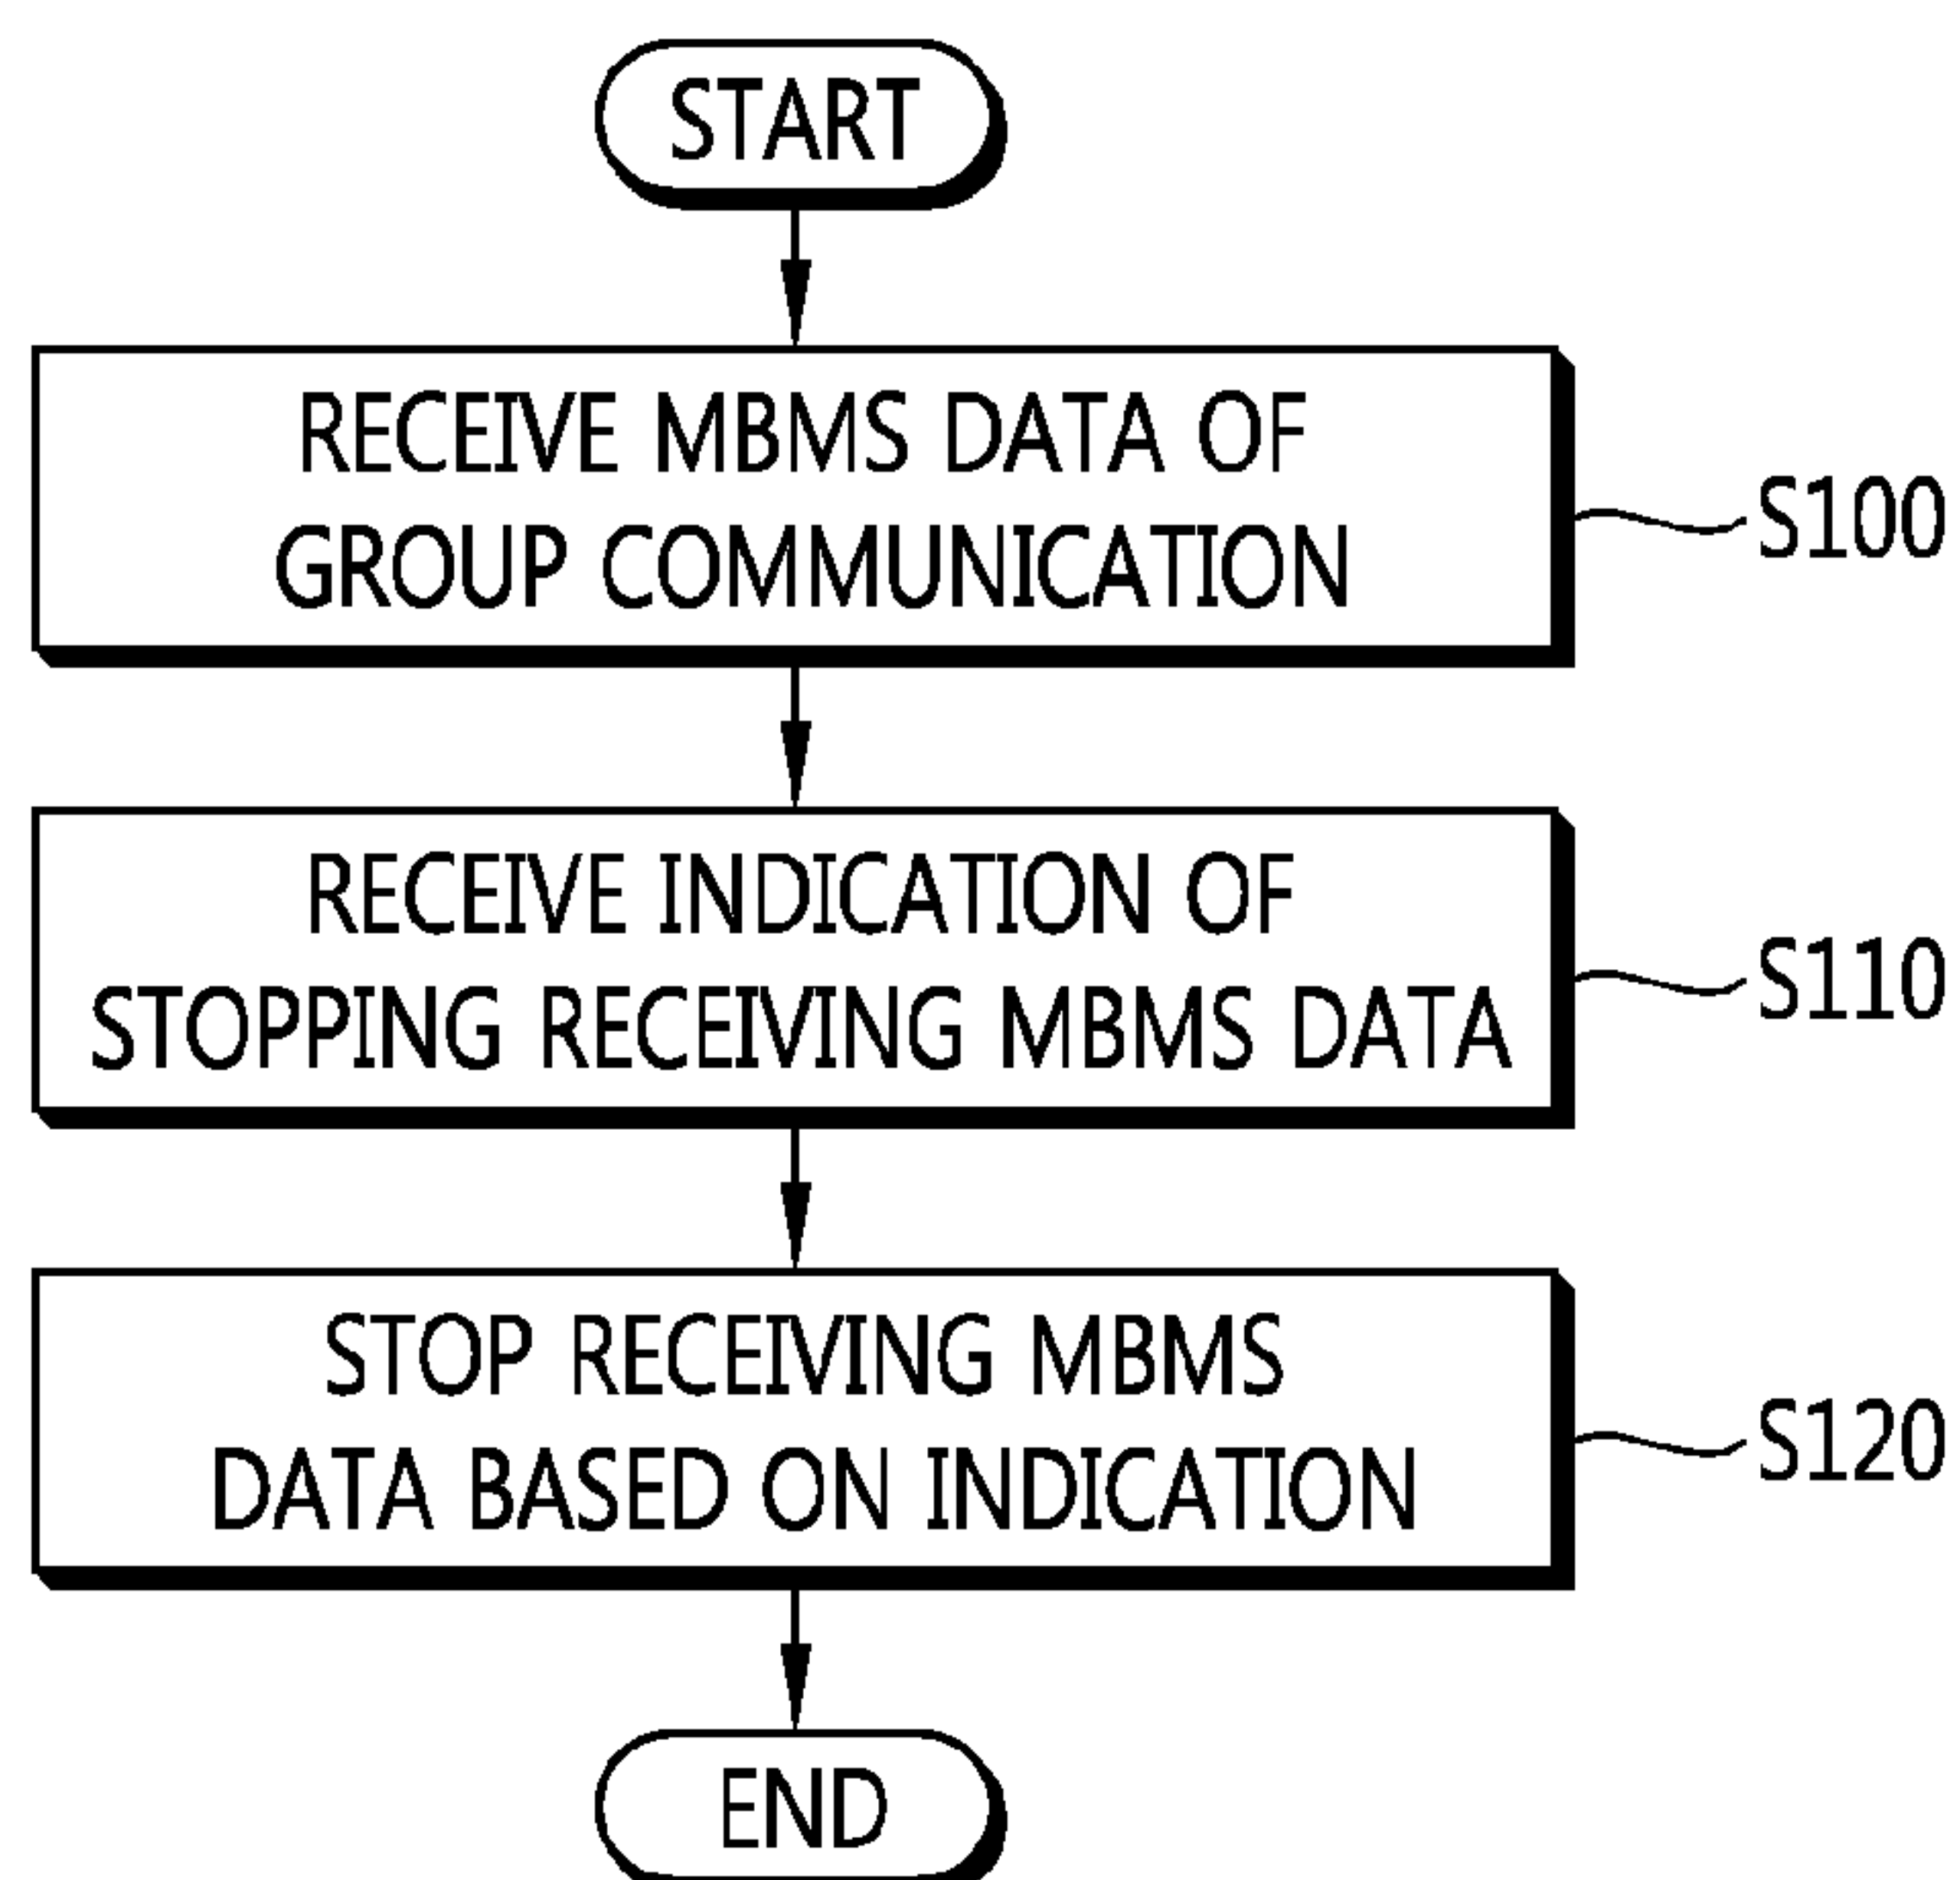 START
RECEIVE MBMS DATA OF
GROUP COMMUNICATION
S100
RECEIVE INDICATION OF
STOPPING RECEIVING MBMS DATA
S110
STOP RECEIVING MBMS
DATA BASED ON INDICATION
S120
END